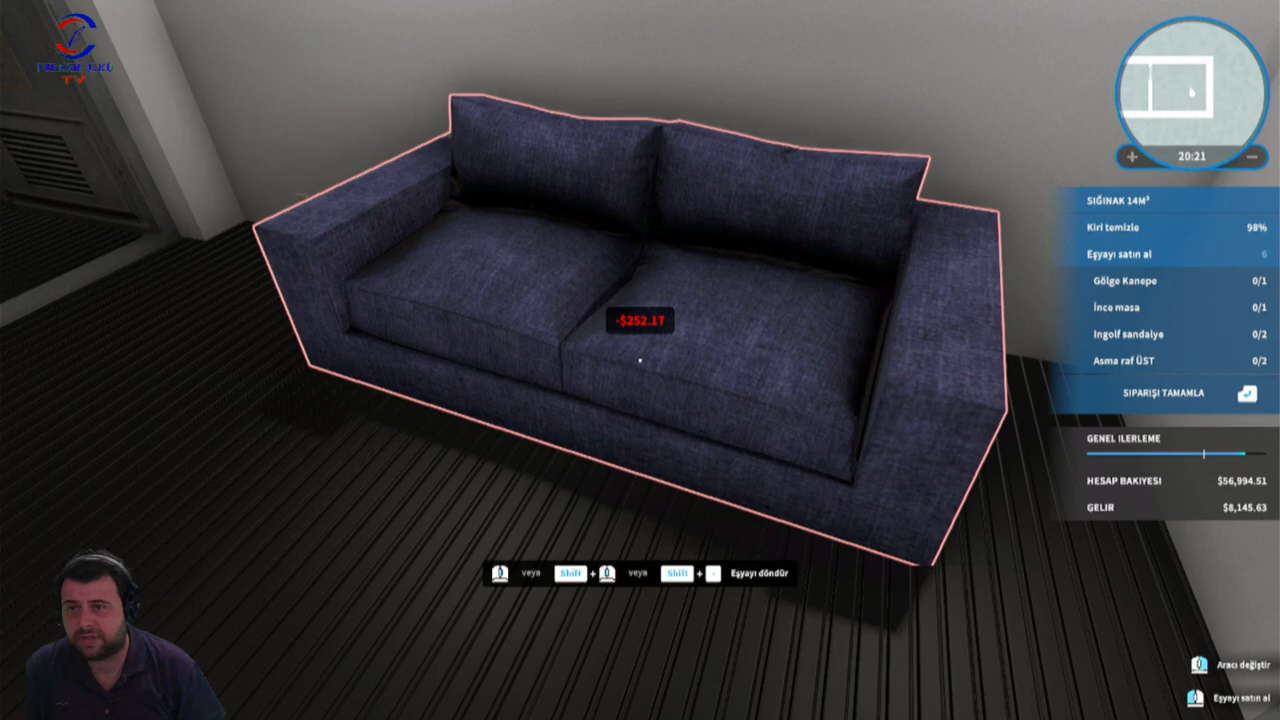 TV
20:21
SIĞINAK 14M²
Kiri temizle 98%
Eşyayı satın al 6
Gölge Kanepe 0/1
İnce masa 0/1
Ingolf sandalye 0/2
Asma raf ÜST 0/2
SIPARIŞI TAMAMLA
-$252.17
GENEL ILERLEME
HESAP BAKIYESI $56,994.51
GELIR $8,145.63
veya Shift + veya Shift + Eşyayı döndür
Aracı değiştir
Eşyayı satın al